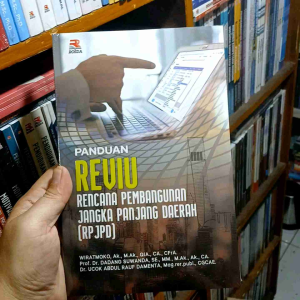 PANDUAN
REVIU
RENCANA PEMBANGUNAN
JANGKA PANJANG DAERAH
(RPJPD)
WIRATMOKO, Ak., M.Ak., QIA., CA., CFrA.
Prof. Dr. DADANG SUWANDA, SE., MM., M.Ak., Ak., CA.
Dr. UCOK ABDUL RAUF DAMENTA, Mag.rer.publ., CGCAE.